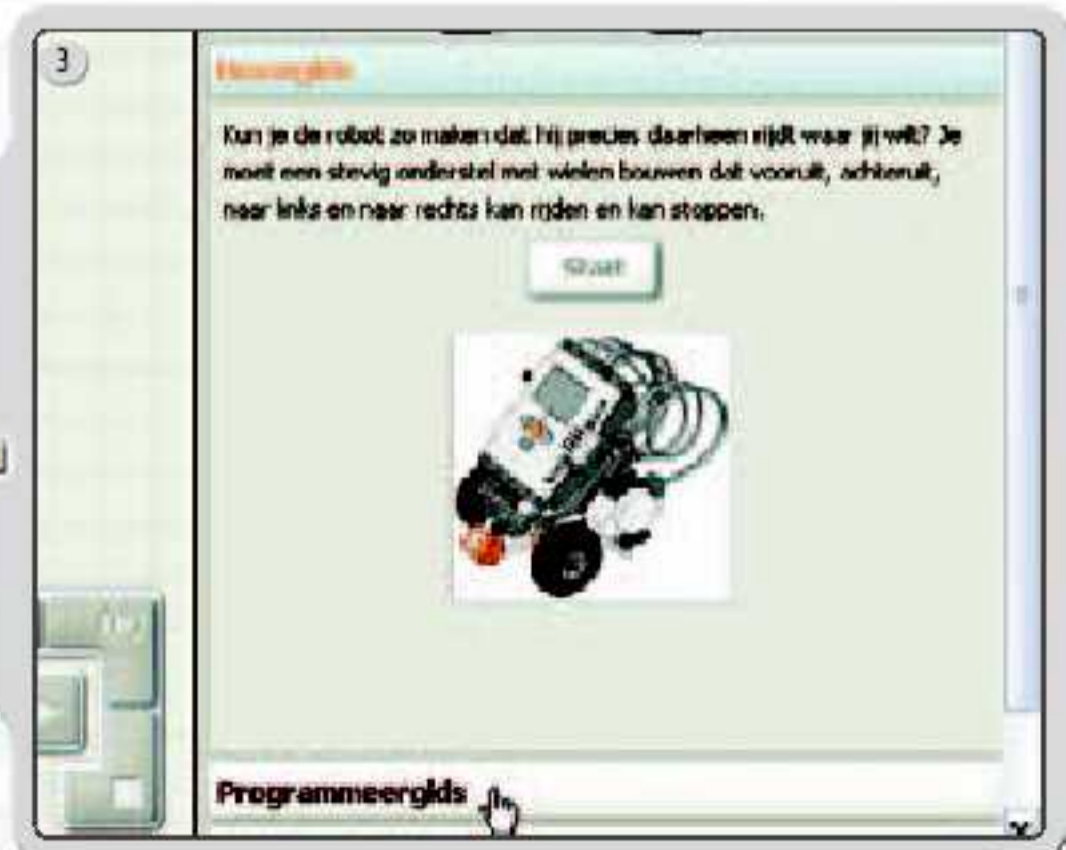 3
Kun je de robot zo maken dat hij precies daarheen rijdt waar jij wilt? Je
moet een stevig onderstel met wielen bouwen dat vooruit, achteruit,
naar links en naar rechts kan rijden en kan stoppen.
Start
Programmeergids